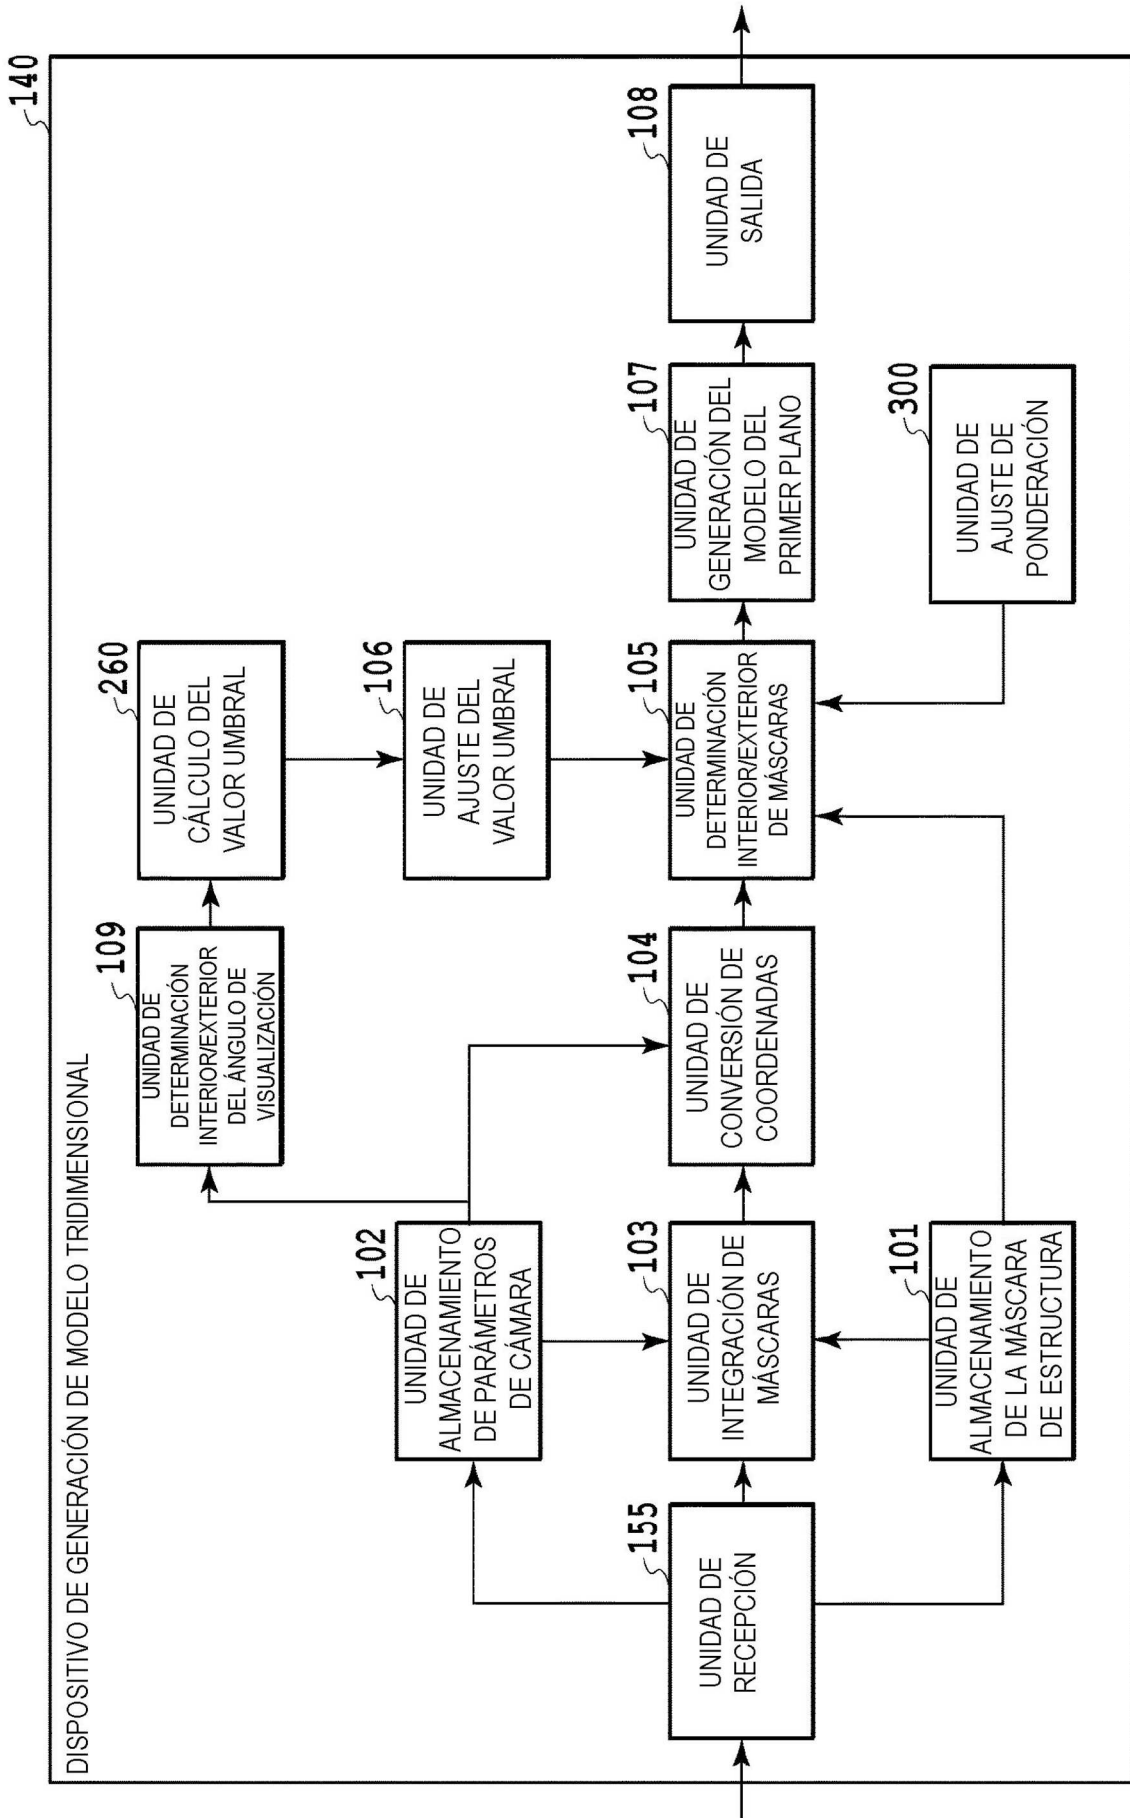 140
DISPOSITIVO DE GENERACIÓN DE MODELO TRIDIMENSIONAL
109
UNIDAD DE
DETERMINACIÓN
INTERIOR/EXTERIOR
DEL ÁNGULO DE
VISUALIZACIÓN
260
UNIDAD DE
CÁLCULO DEL
VALOR UMBRAL
102
UNIDAD DE
ALMACENAMIENTO
DE PARÁMETROS
DE CÁMARA
106
UNIDAD DE
AJUSTE DEL
VALOR UMBRAL
155
UNIDAD DE
RECEPCIÓN
103
UNIDAD DE
INTEGRACIÓN DE
MÁSCARAS
104
UNIDAD DE
CONVERSIÓN DE
COORDENADAS
105
UNIDAD DE
DETERMINACIÓN
INTERIOR/EXTERIOR
DE MÁSCARAS
107
UNIDAD DE
GENERACIÓN DEL
MODELO DEL
PRIMER PLANO
108
UNIDAD DE
SALIDA
101
UNIDAD DE
ALMACENAMIENTO
DE LA MÁSCARA
DE ESTRUCTURA
300
UNIDAD DE
AJUSTE DE
PONDERACIÓN